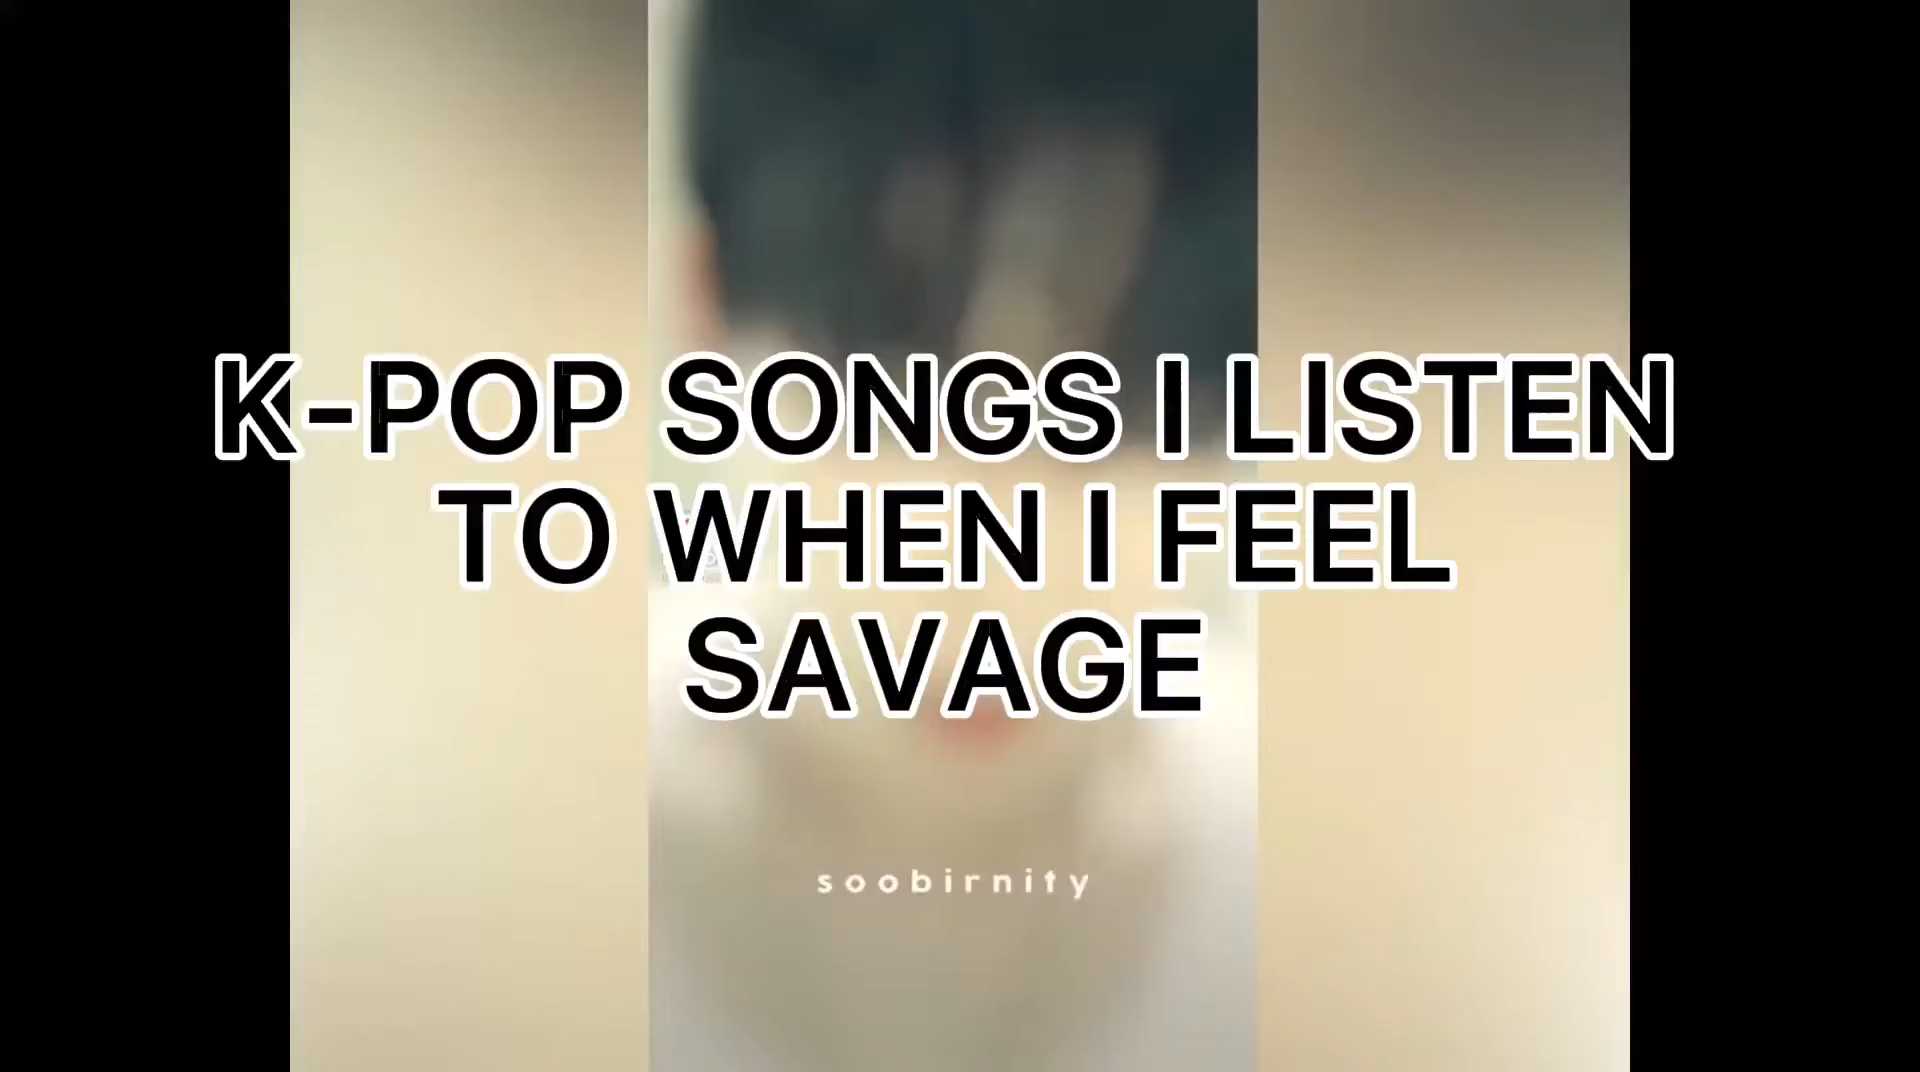 K-POP SONGS I LISTEN
TO WHEN I FEEL
SAVAGE
soobirnity